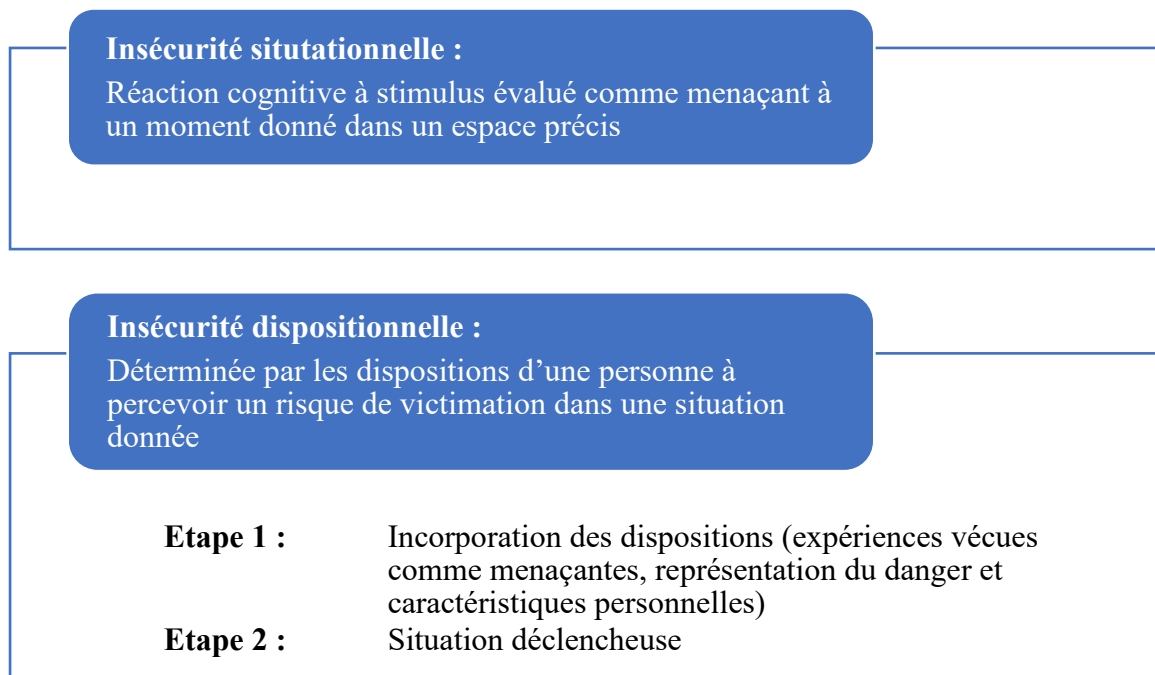 Insécurité situtationnelle :
Réaction cognitive à stimulus évalué comme menaçant à
un moment donné dans un espace précis
Insécurité dispositionnelle :
Déterminée par les dispositions d’une personne à
percevoir un risque de victimation dans une situation
donnée
Etape 1 : Incorporation des dispositions (expériences vécues
comme menaçantes, représentation du danger et
caractéristiques personnelles)
Etape 2 : Situation déclencheuse